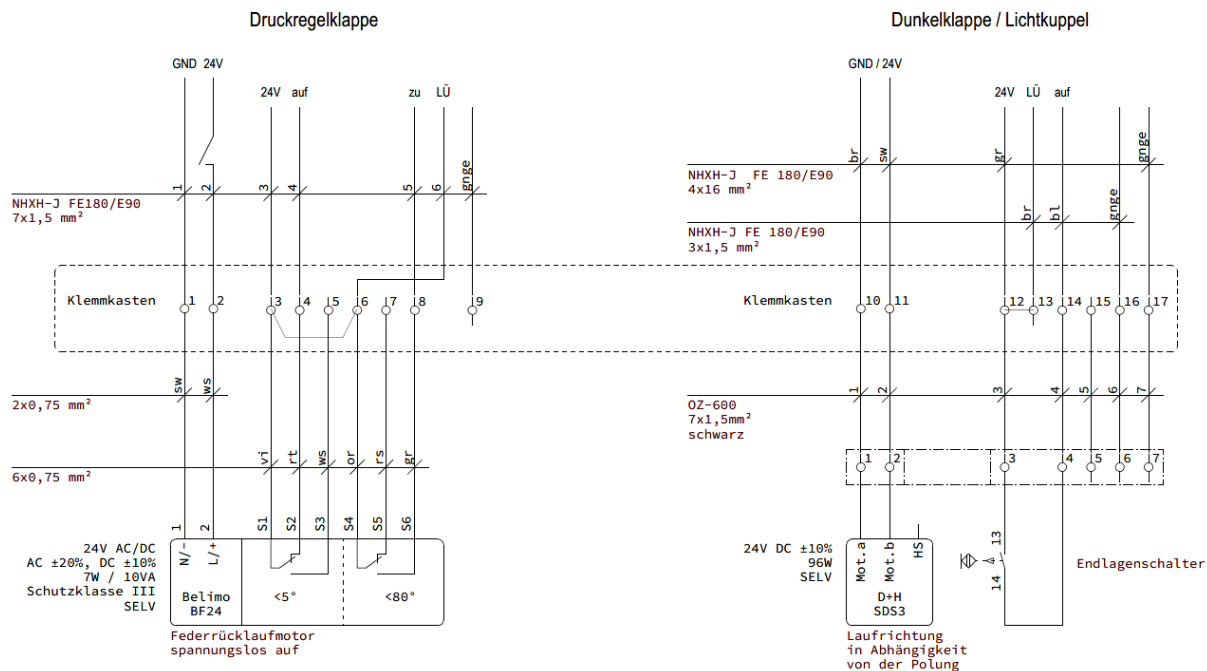 Druckregelklappe
Dunkelklappe / Lichtkuppel
GND 24V
24V auf
zu LÜ
GND / 24V
24V LÜ auf
1 2 3 4 5 6 gnge
NHXH-J FE180/E90
7x1,5 mm²
br sw gr gnge
NHXH-J FE 180/E90
4x16 mm²
br bl gnge
NHXH-J FE 180/E90
3x1,5 mm²
Klemmkasten 1 2 3 4 5 6 7 8 9
Klemmkasten 10 11 12 13 14 15 16 17
sw ws
2x0,75 mm²
1 2 3 4 5 6 7
OZ-600
7x1,5mm²
schwarz
vi rt ws or rs gr
6x0,75 mm²
1 2 3 4 5 6 7
1 2 S1 S2 S3 S4 S5 S6
24V AC/DC
AC ±20%, DC ±10%
7W / 10VA
Schutzklasse III
SELV
N/- L/+
Belimo
BF24
<5°
<80°
Federrücklaufmotor
spannungslos auf
24V DC ±10%
96W
SELV
Mot.a Mot.b HS
D+H
SDS3
13
14
Endlagenschalter
Laufrichtung
in Abhängigkeit
von der Polung